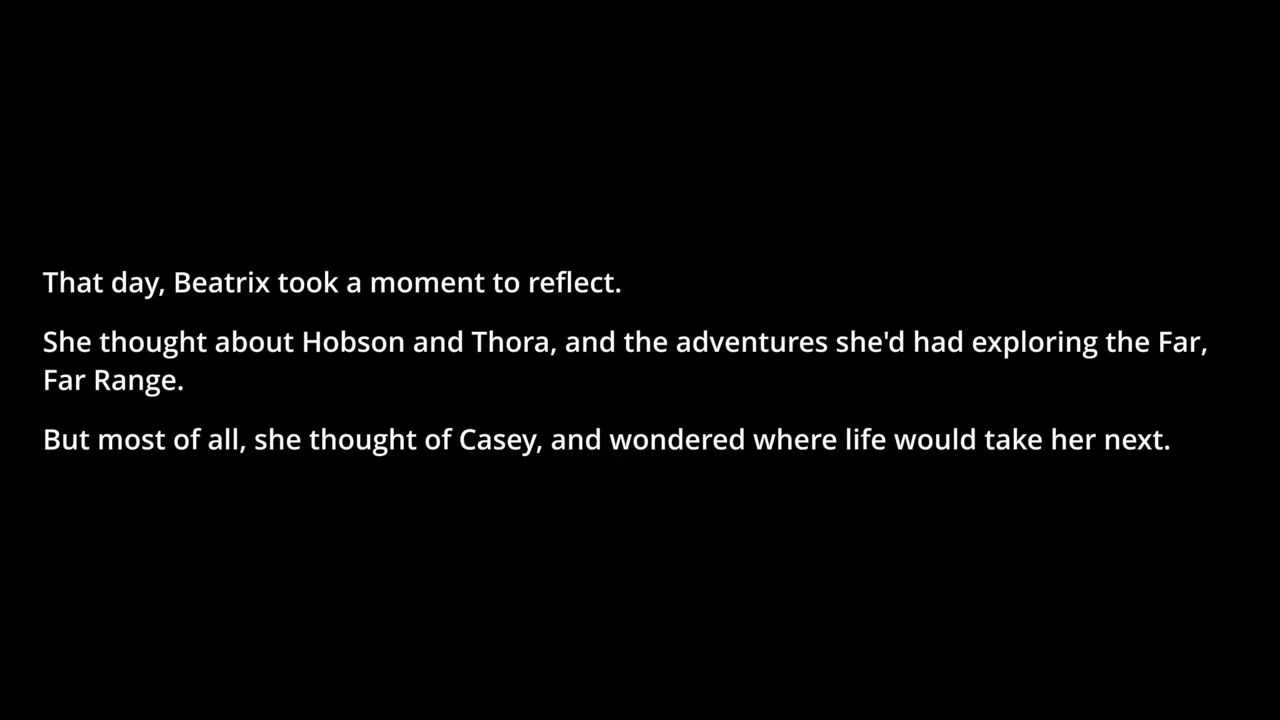 That day, Beatrix took a moment to reflect.
She thought about Hobson and Thora, and the adventures she'd had exploring the Far,
Far Range.
But most of all, she thought of Casey, and wondered where life would take her next.